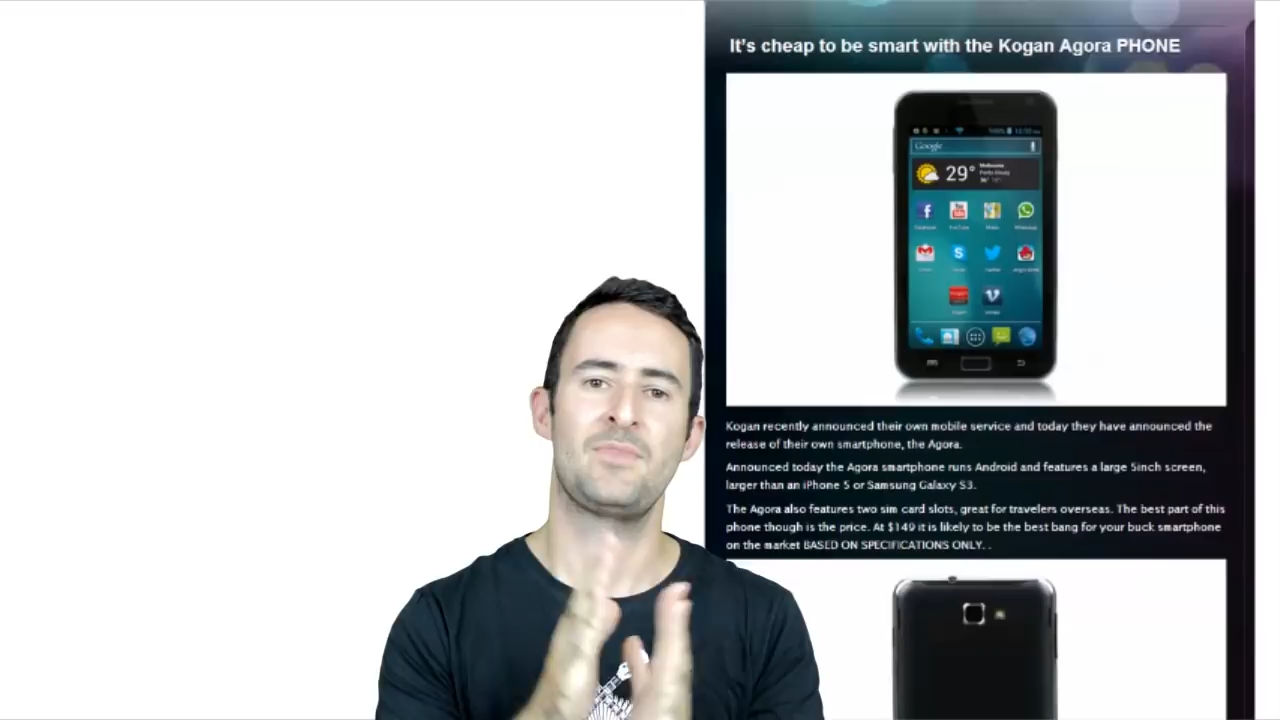 It's cheap to be smart with the Kogan Agora PHONE
Google
29°
Melbourne
Kogan recently announced their own mobile service and today they have announced the
release of their own smartphone, the Agora.
Announced today the Agora smartphone runs Android and features a large 5inch screen,
larger than an iPhone 5 or Samsung Galaxy S3.
The Agora also features two sim card slots, great for travelers overseas. The best part of this
phone though is the price. At $149 it is likely to be the best bang for your buck smartphone
on the market BASED ON SPECIFICATIONS ONLY. .